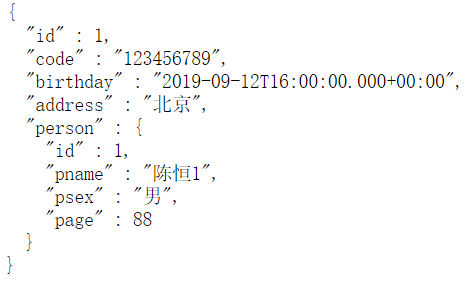 {
  "id" : 1,
  "code" : "123456789",
  "birthday" : "2019-09-12T16:00:00.000+00:00",
  "address" : "北京",
  "person" : {
    "id" : 1,
    "pname" : "陈恒1",
    "psex" : "男",
    "page" : 88
  }
}